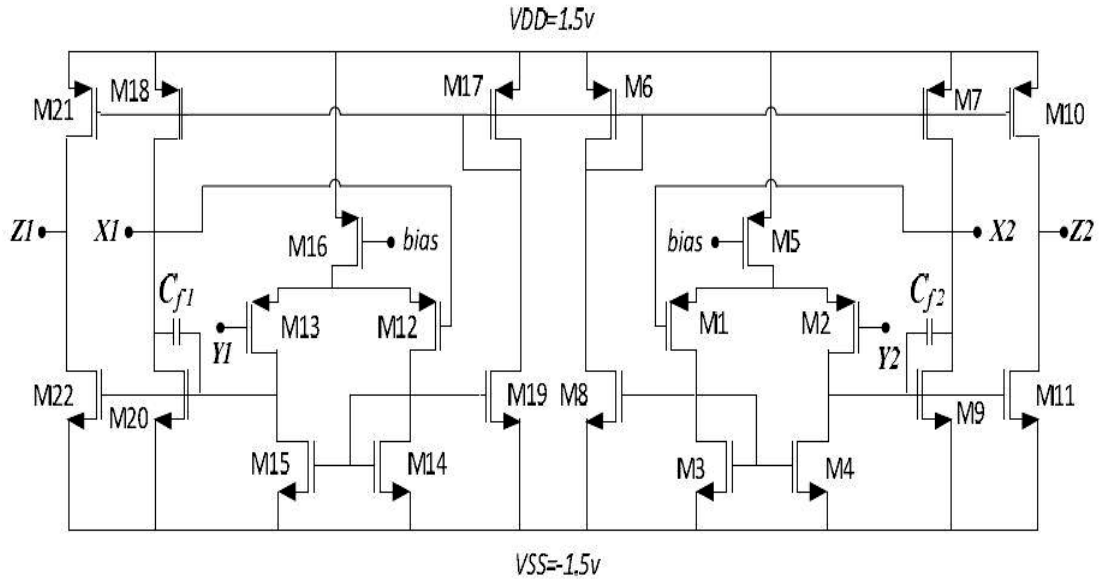 VDD=1.5v
M21
M18
M17
M6
M7
M10
Z1
X1
M16
bias
bias
M5
X2
Z2
Cf1
Y1
M13
M12
M1
M2
Y2
Cf2
M22
M20
M19
M8
M9
M11
M15
M14
M3
M4
VSS=-1.5v